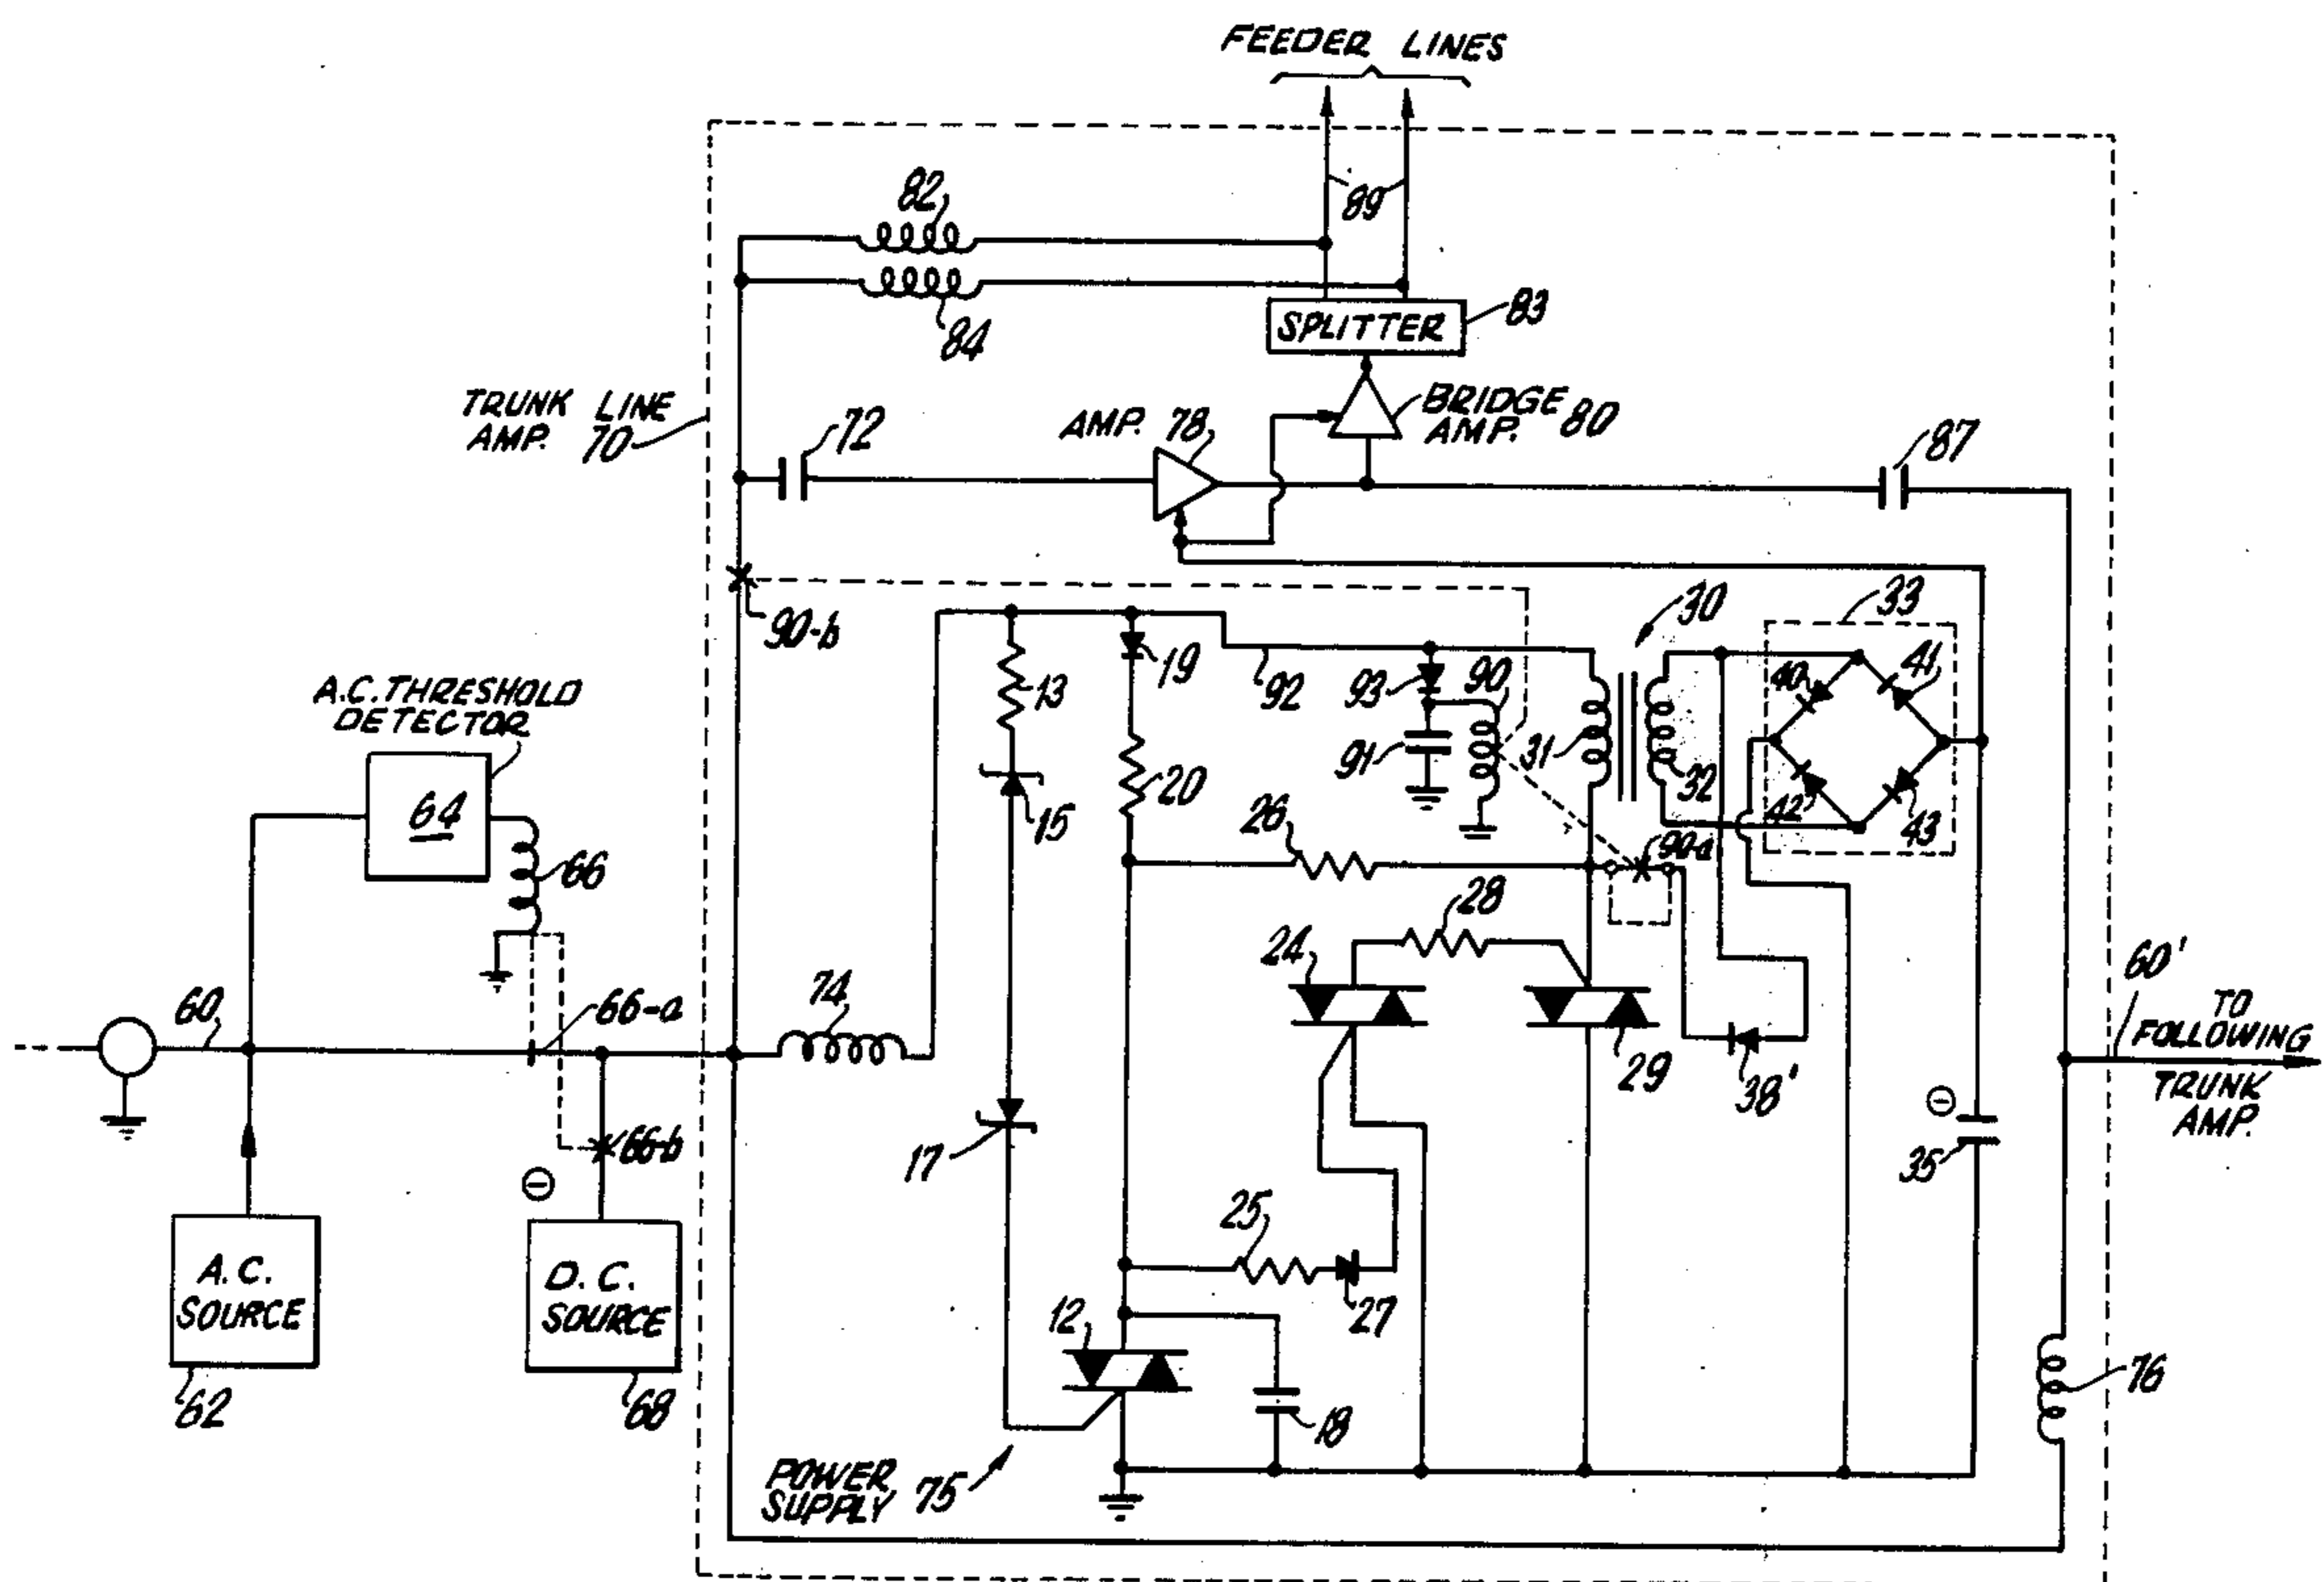 FEEDER LINES
89
82
84
SPLITTER
83
TRUNK LINE
AMP. 70
72
AMP. 78
BRIDGE
AMP. 80
87
90-b
30
33
A.C. THRESHOLD
DETECTOR
64
66
13
19
92
93
90
91
31
32
40
41
42
43
15
20
26
90-a
28
24
29
38'
60
66-a
74
60'
TO
FOLLOWING
TRUNK
AMP.
17
66-b
⊖
⊖
35
25
27
A.C.
SOURCE
62
D.C.
SOURCE
68
12
18
76
POWER
SUPPLY 75